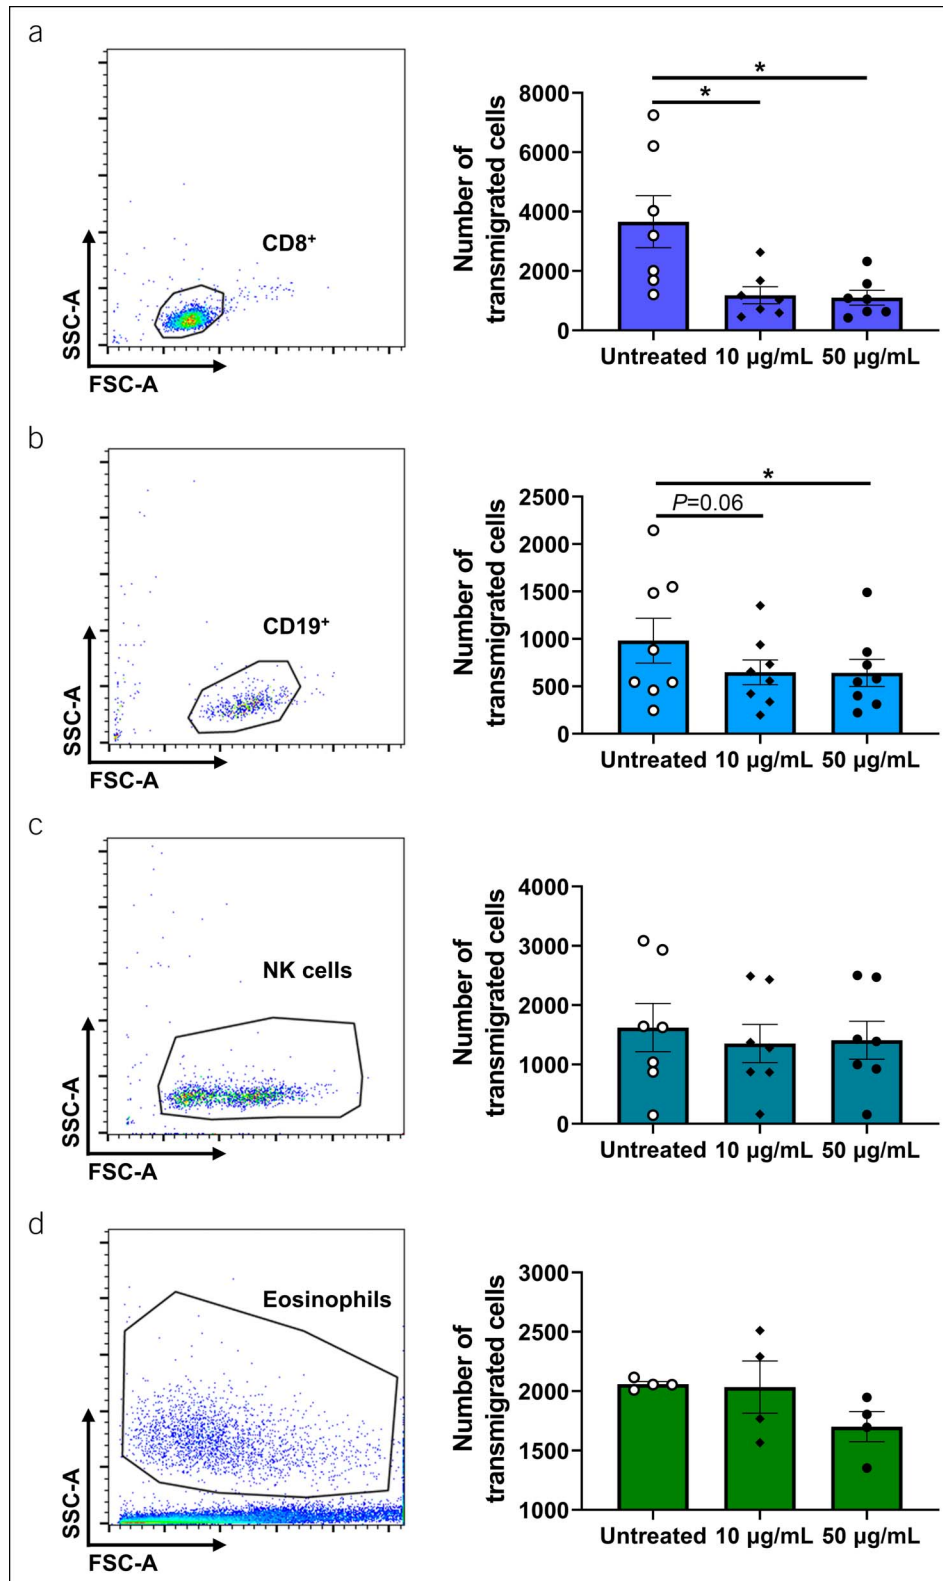 a
CD8⁺
SSC-A
FSC-A
Number of
transmigrated cells
8000
6000
4000
2000
0
*
*
Untreated 10 µg/mL 50 µg/mL
b
CD19⁺
SSC-A
FSC-A
Number of
transmigrated cells
2500
2000
1500
1000
500
0
*
P=0.06
Untreated 10 µg/mL 50 µg/mL
c
NK cells
SSC-A
FSC-A
Number of
transmigrated cells
4000
3000
2000
1000
0
Untreated 10 µg/mL 50 µg/mL
d
Eosinophils
SSC-A
FSC-A
Number of
transmigrated cells
3000
2500
2000
1500
1000
Untreated 10 µg/mL 50 µg/mL